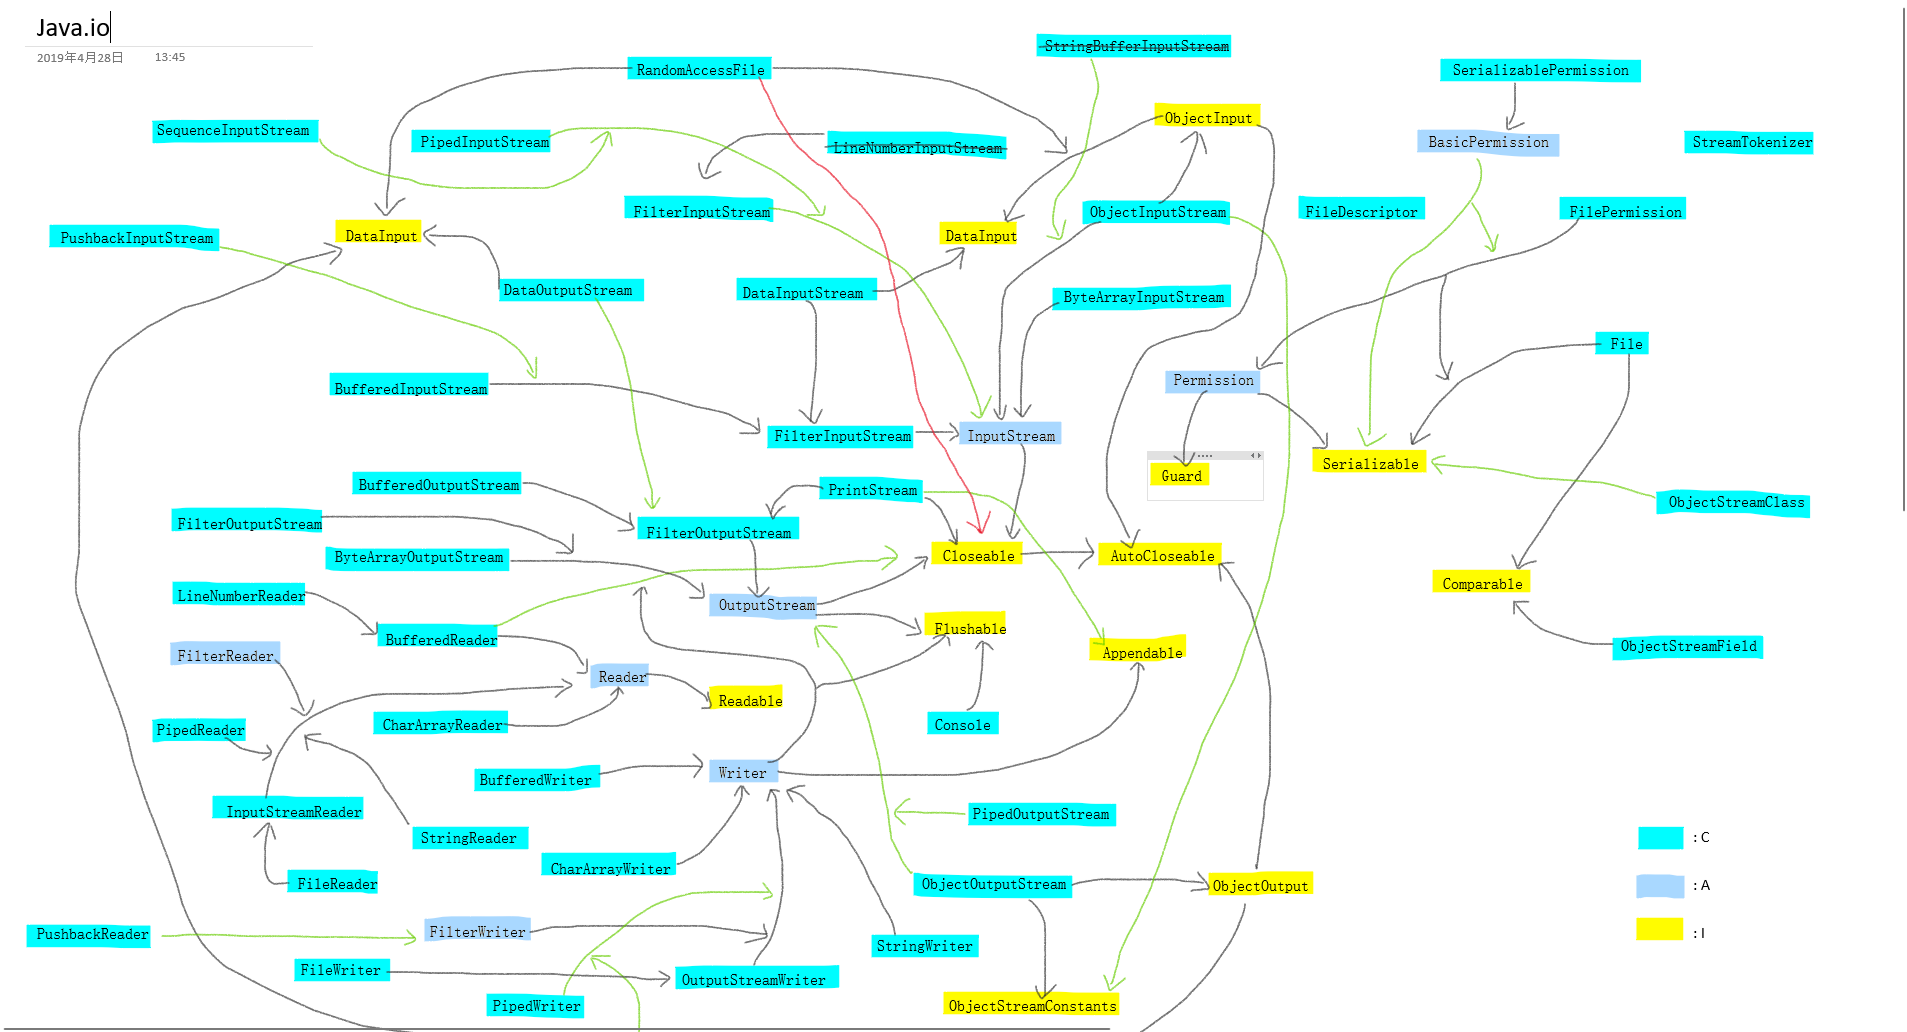 Java.io
2019年4月28日 13:45
StringBufferInputStream
RandomAccessFile
SerializablePermission
ObjectInput
SequenceInputStream
PipedInputStream
LineNumberInputStream
BasicPermission
StreamTokenizer
FilterInputStream
ObjectInputStream
FileDescriptor
FilePermission
PushbackInputStream
DataInput
DataInput
DataOutputStream
DataInputStream
ByteArrayInputStream
File
BufferedInputStream
Permission
FilterInputStream
InputStream
Serializable
Guard
BufferedOutputStream
PrintStream
ObjectStreamClass
FilterOutputStream
FilterOutputStream
ByteArrayOutputStream
Closeable
AutoCloseable
Comparable
LineNumberReader
OutputStream
Flushable
BufferedReader
Appendable
ObjectStreamField
FilterReader
Reader
Readable
PipedReader
CharArrayReader
Console
BufferedWriter
Writer
InputStreamReader
PipedOutputStream
StringReader
:C
CharArrayWriter
FileReader
ObjectOutputStream
ObjectOutput
:A
PushbackReader
FilterWriter
StringWriter
:I
FileWriter
OutputStreamWriter
PipedWriter
ObjectStreamConstants